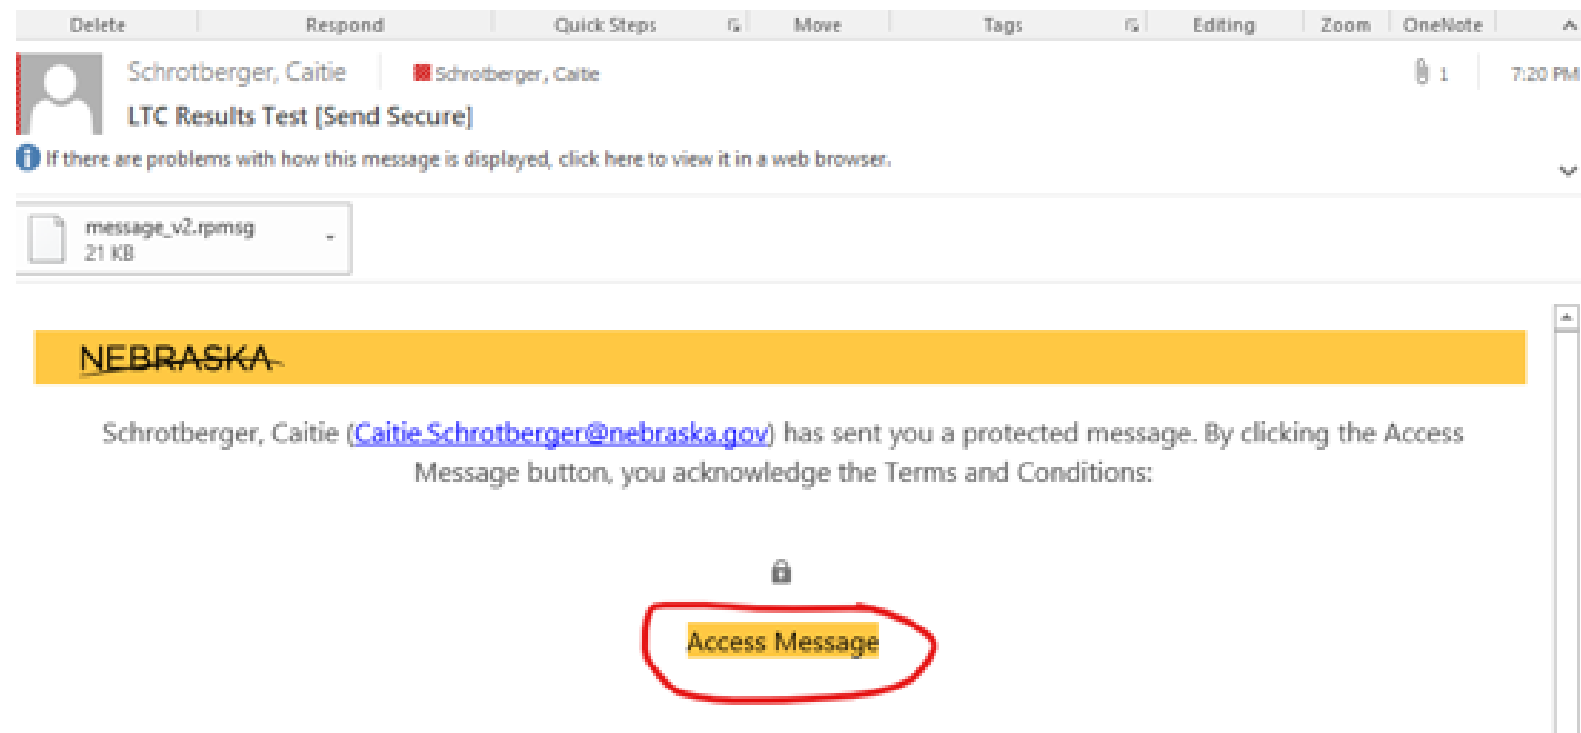 Delete Respond Quick Steps Move Tags Editing Zoom OneNote
Schrotberger, Caitie Schrotberger, Caitie 1 7:20 PM
LTC Results Test [Send Secure]
If there are problems with how this message is displayed, click here to view it in a web browser.
message_v2.rpmsg
21 KB
NEBRASKA
Schrotberger, Caitie (Caitie.Schrotberger@nebraska.gov) has sent you a protected message. By clicking the Access
Message button, you acknowledge the Terms and Conditions:
Access Message